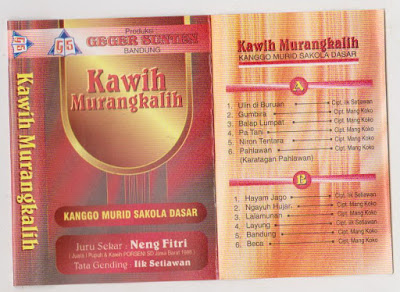 GS
Kawih Murangkalih
GS
Produksi
GEGER SUNTEN
BANDUNG
Kawih
Murangkalih
KANGGO MURID SAKOLA DASAR
Juru Sekar : Neng Fitri
Tata Gending : Iik Setiawan
Kawih Murangkalih
KANGGO MURID SAKOLA DASAR
A
1. Ulin di Buruan Cipt. Iik Setiawan
2. Gumbira Cipt. Mang Koko
3. Balap Lumpat Cipt. Mang Koko
4. Pa Tani Cipt. Mang Koko
5. Niron Tentara Cipt. Mang Koko
6. Pahlawan Cipt. Mang Koko
(Karatagan Pahlawan)
B
1. Hayam Jago Cipt. Iik Setiawan
2. Ngayuh Hujan Cipt. Mang Koko
3. Lalamunan Cipt. Iik Setiawan
4. Layung Cipt. Mang Koko
5. Bandung Cipt. Mang Koko
6. Beca Cipt. Mang Koko